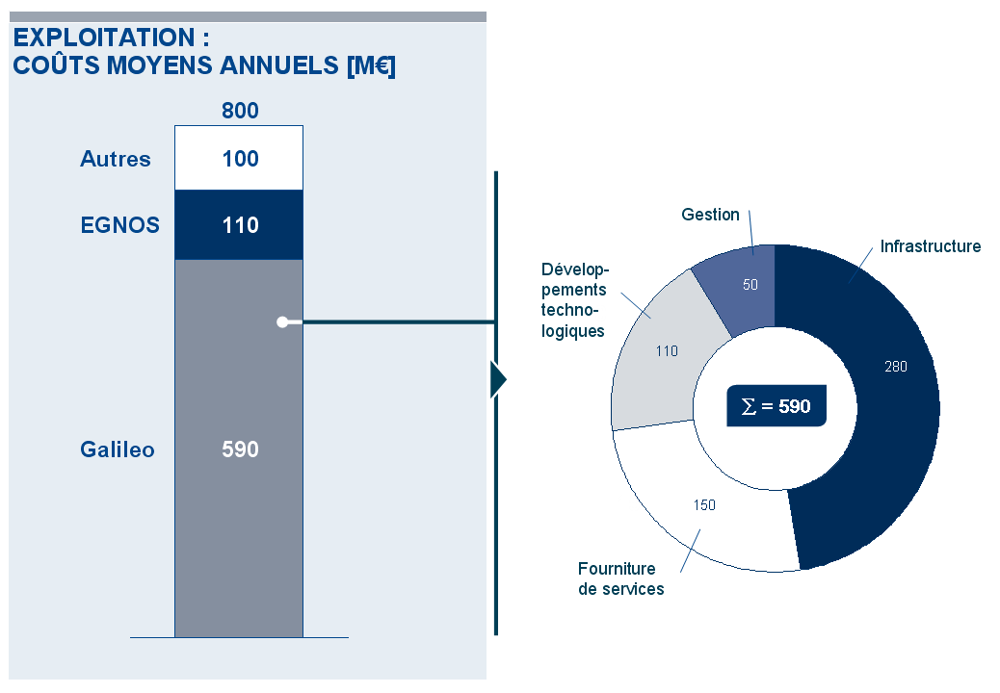 EXPLOITATION :
COÛTS MOYENS ANNUELS [M€]
800
Autres
100
EGNOS
110
Galileo
590
Gestion
50
Infrastructure
280
Dévelop-
pements
techno-
logiques
110
∑ = 590
150
Fourniture
de services